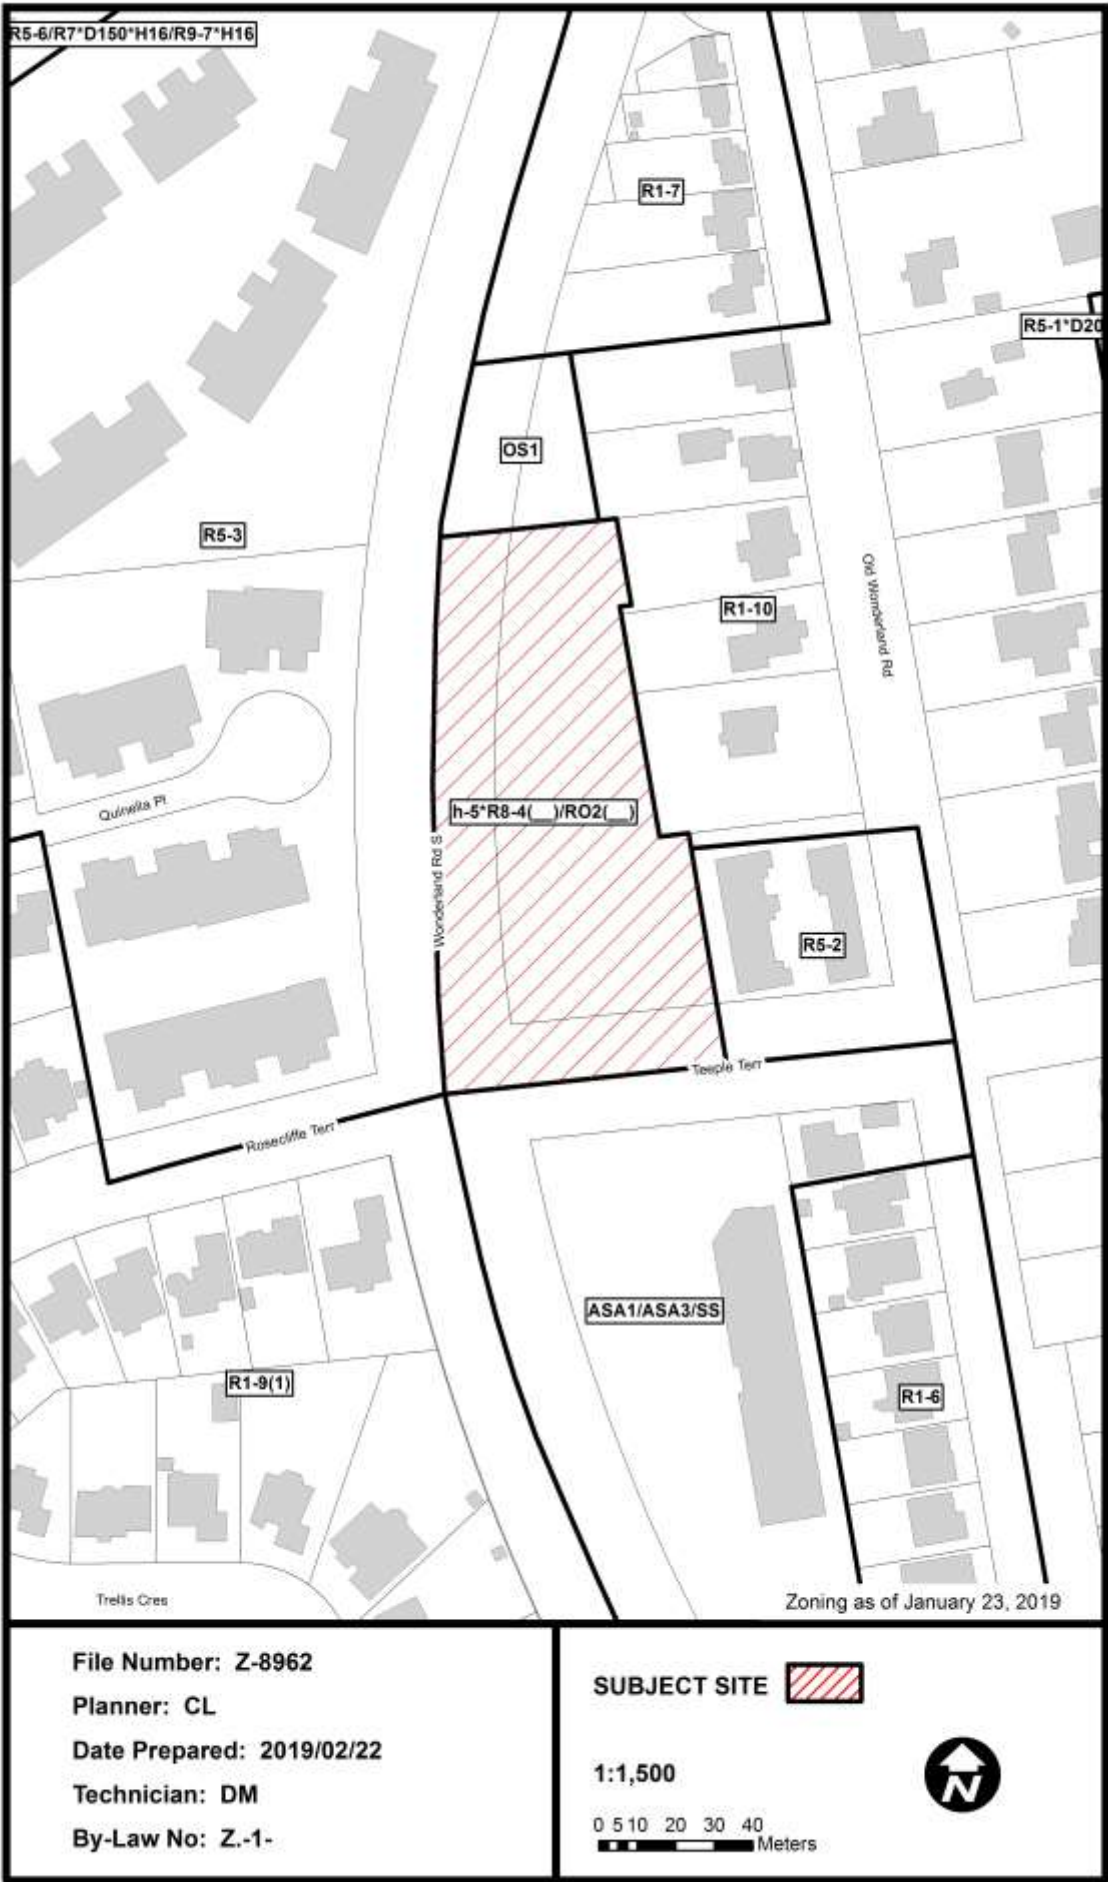 R5-6/R7*D150*H16/R9-7*H16
R1-7
R5-1*D20
OS1
R5-3
Old Wonderland Rd
R1-10
Quinella Pl
h-5*R8-4(__)/RO2(__)
Wonderland Rd S
R5-2
Teeple Terr
Rosecliffe Terr
ASA1/ASA3/SS
R1-9(1)
R1-6
Trellis Cres
Zoning as of January 23, 2019
File Number: Z-8962
Planner: CL
Date Prepared: 2019/02/22
Technician: DM
By-Law No: Z.-1-
SUBJECT SITE
1:1,500
0 5 10 20 30 40
Meters
N